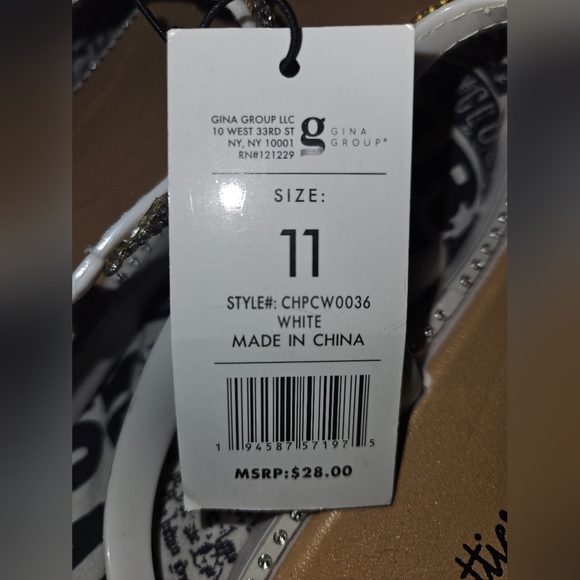 GINA GROUP LLC
10 WEST 33RD ST
NY, NY 10001
RN#121229
g GINA
GROUP®
SIZE:
11
STYLE#: CHPCW0036
WHITE
MADE IN CHINA
1 94587 57197 5
MSRP:$28.00